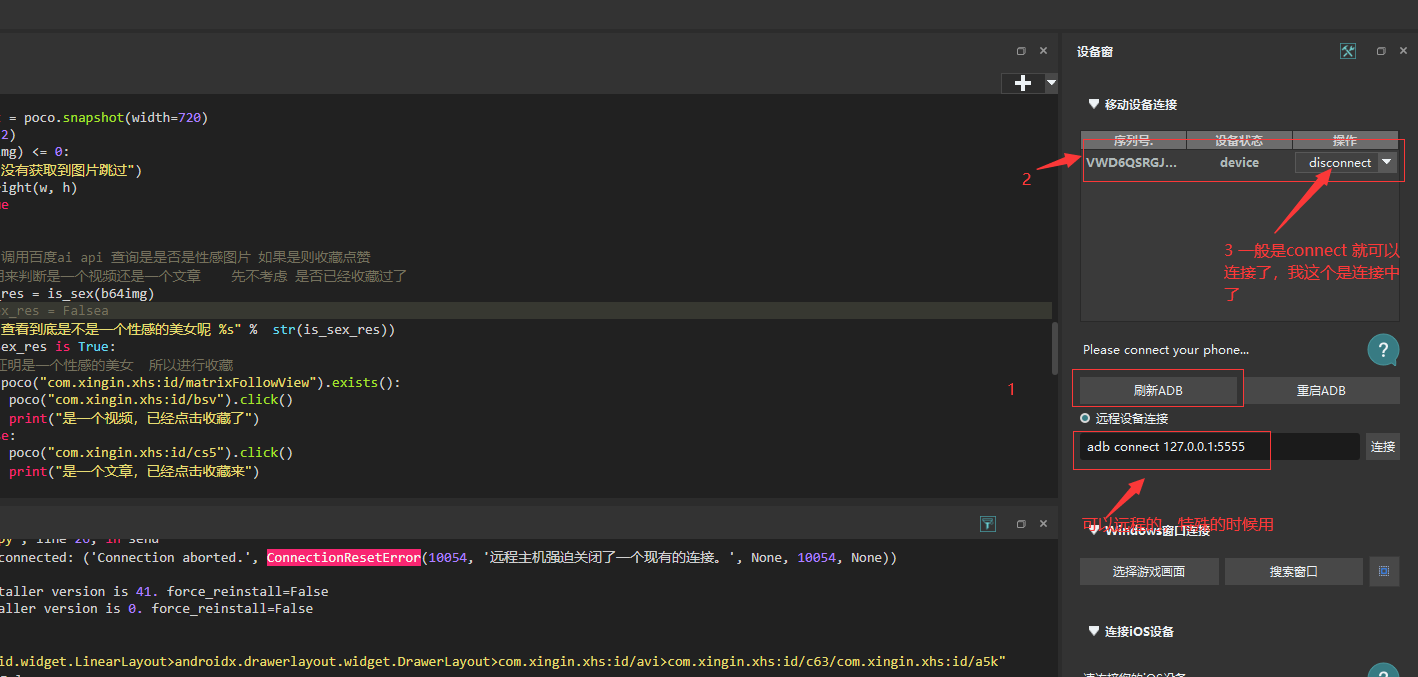 : = poco.snapshot(width=720)
2)
mg) <= 0:
没有获取到图片跳过")
ight(w, h)
ue
调用百度ai api 查询是是否是性感图片 如果是则收藏点赞
用来判断是一个视频还是一个文章 先不考虑 是否已经收藏过了
_res = is_sex(b64img)
ex_res = Falsea
查看到底是不是一个性感的美女呢 %s" % str(is_sex_res))
ex_res is True:
证明是一个性感的美女 所以进行收藏
poco("com.xingin.xhs:id/matrixFollowView").exists():
poco("com.xingin.xhs:id/bsv").click()
print("是一个视频，已经点击收藏了")
se:
poco("com.xingin.xhs:id/cs5").click()
print("是一个文章，已经点击收藏来")
1
py", line 26, in send
connected: ('Connection aborted.', ConnectionResetError(10054, '远程主机强迫关闭了一个现有的连接。', None, 10054, None))
taller version is 41. force_reinstall=False
aller version is 0. force_reinstall=False
id.widget.LinearLayout>androidx.drawerlayout.widget.DrawerLayout>com.xingin.xhs:id/avi>com.xingin.xhs:id/c63/com.xingin.xhs:id/a5k"
设备窗
移动设备连接
序列号. 设备状态 操作
VWD6QSRGJ... device disconnect
2
3 一般是connect 就可以
连接了，我这个是连接中
了
Please connect your phone...
?
刷新ADB 重启ADB
远程设备连接
adb connect 127.0.0.1:5555 连接
可以远程的，特殊的时候用
Windows窗口连接
选择游戏画面 搜索窗口
连接iOS设备
请连接您的iOS设备
?